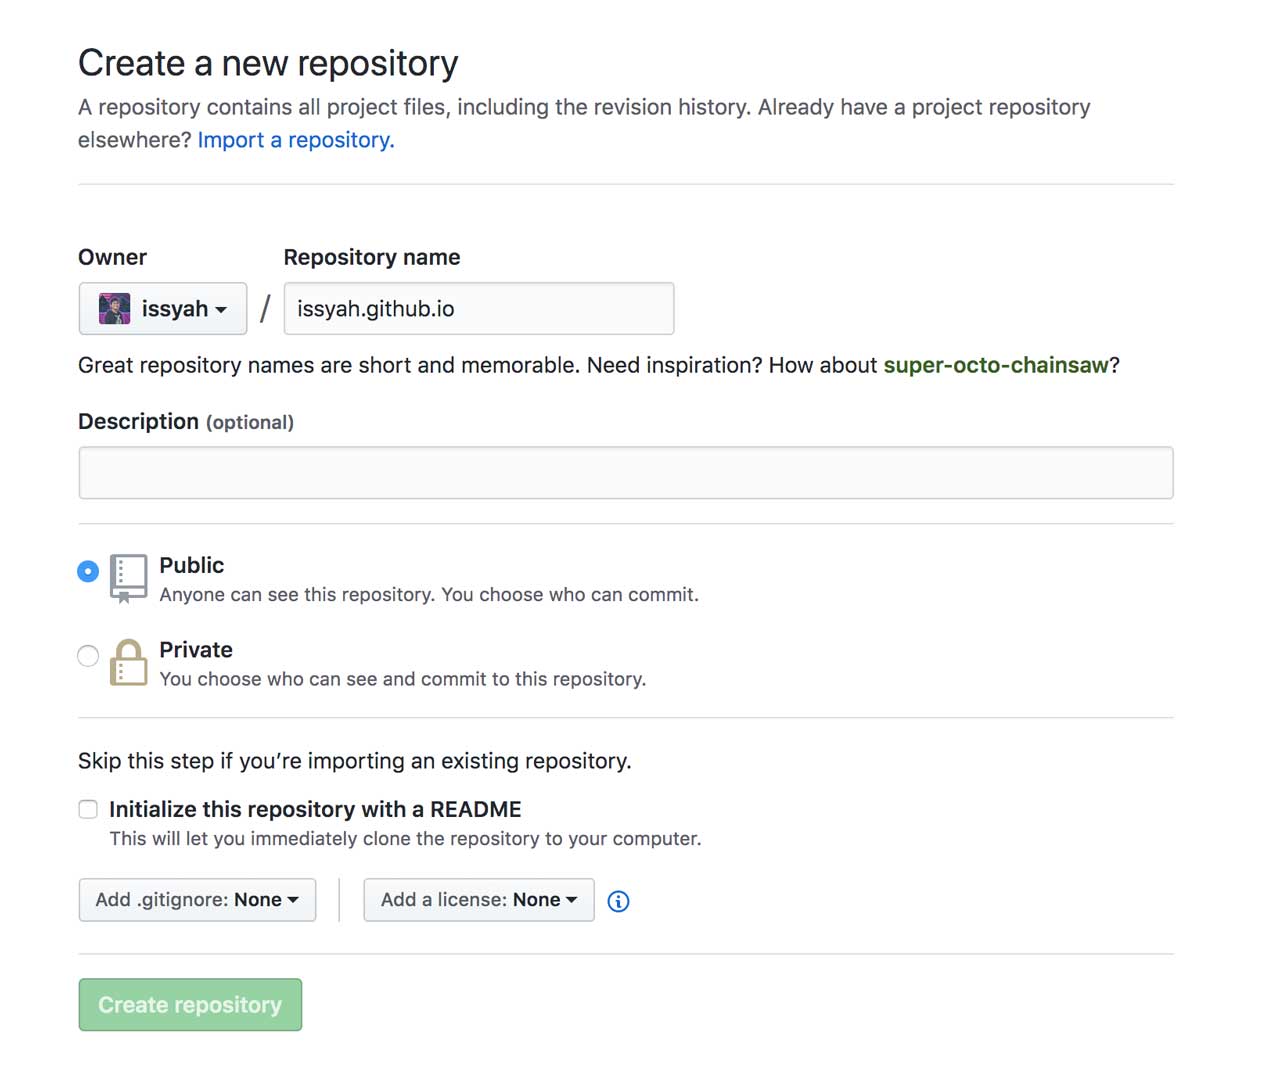 Create a new repository
A repository contains all project files, including the revision history. Already have a project repository
elsewhere? Import a repository.
Owner
Repository name
issyah
/
issyah.github.io
Great repository names are short and memorable. Need inspiration? How about super-octo-chainsaw?
Description (optional)
Public
Anyone can see this repository. You choose who can commit.
Private
You choose who can see and commit to this repository.
Skip this step if you’re importing an existing repository.
Initialize this repository with a README
This will let you immediately clone the repository to your computer.
Add .gitignore: None
Add a license: None
Create repository